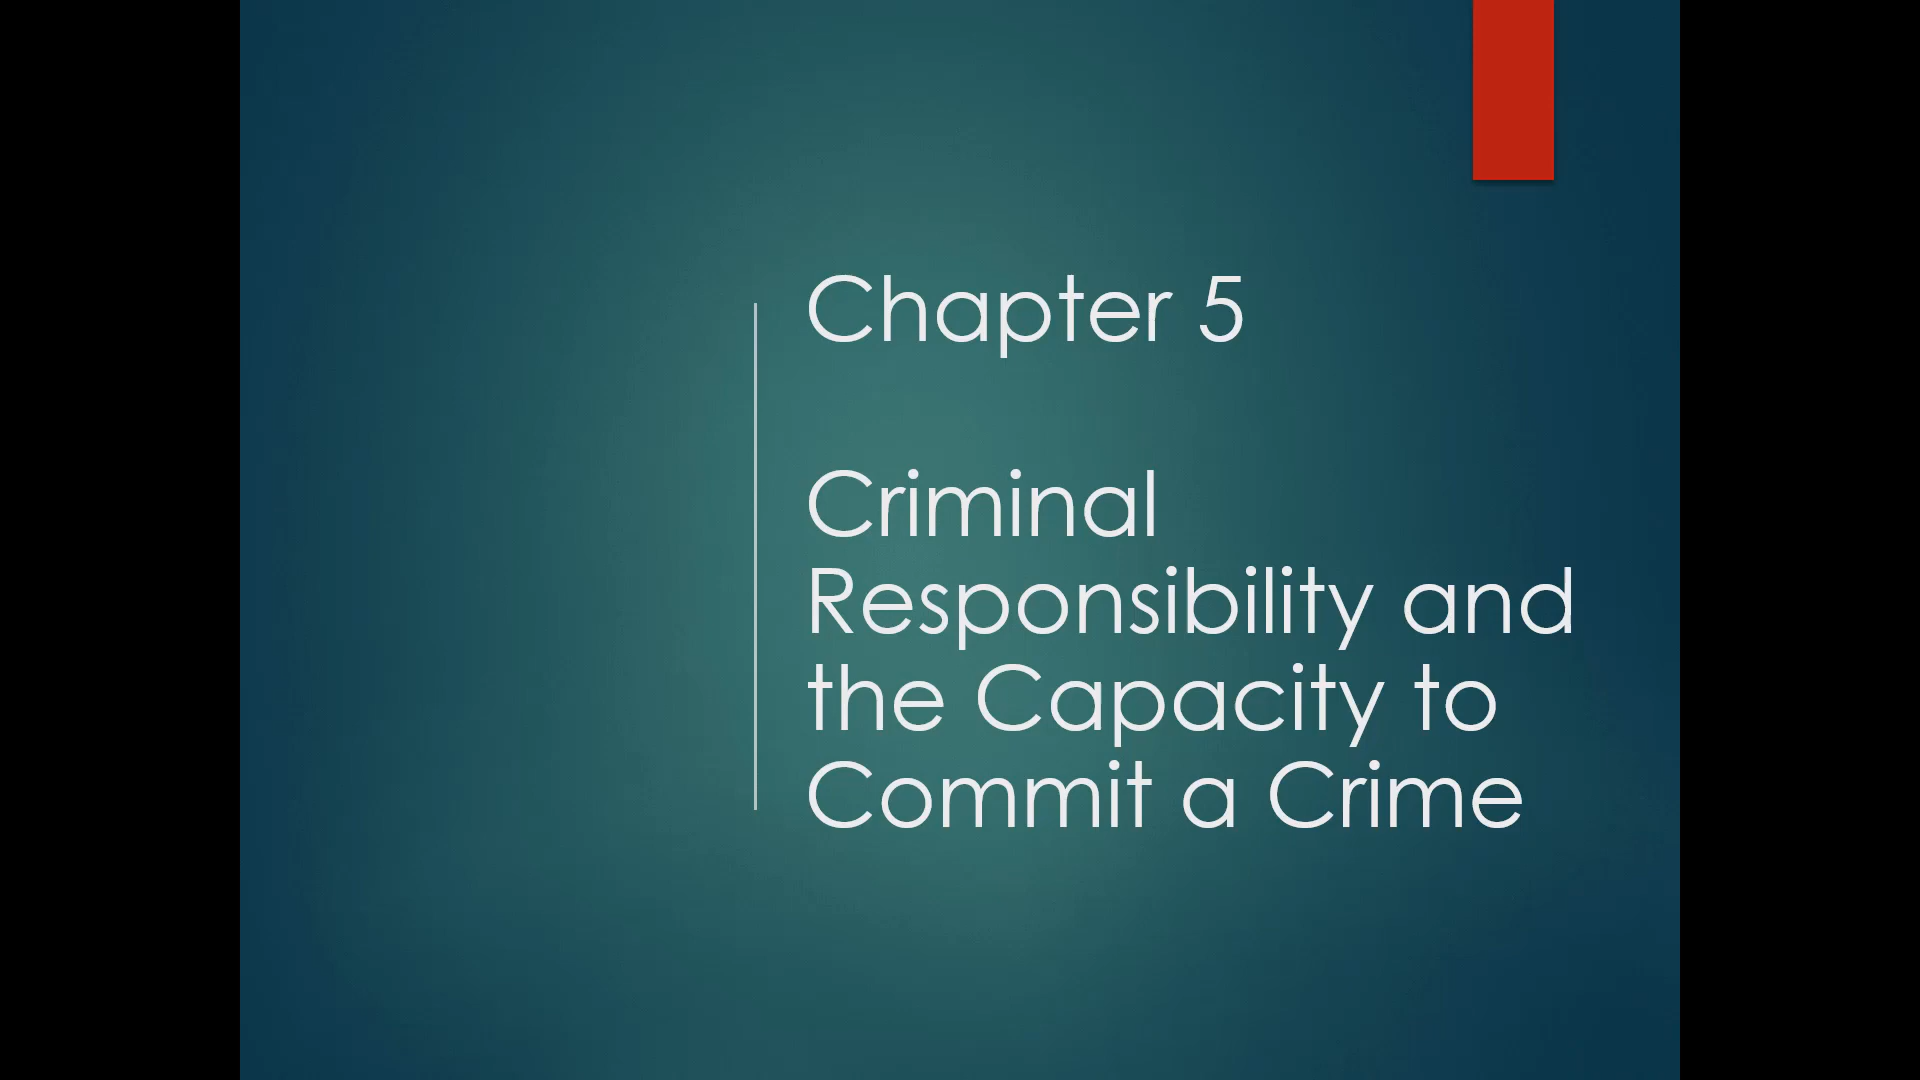 Chapter 5
Criminal
Responsibility and
the Capacity to
Commit a Crime